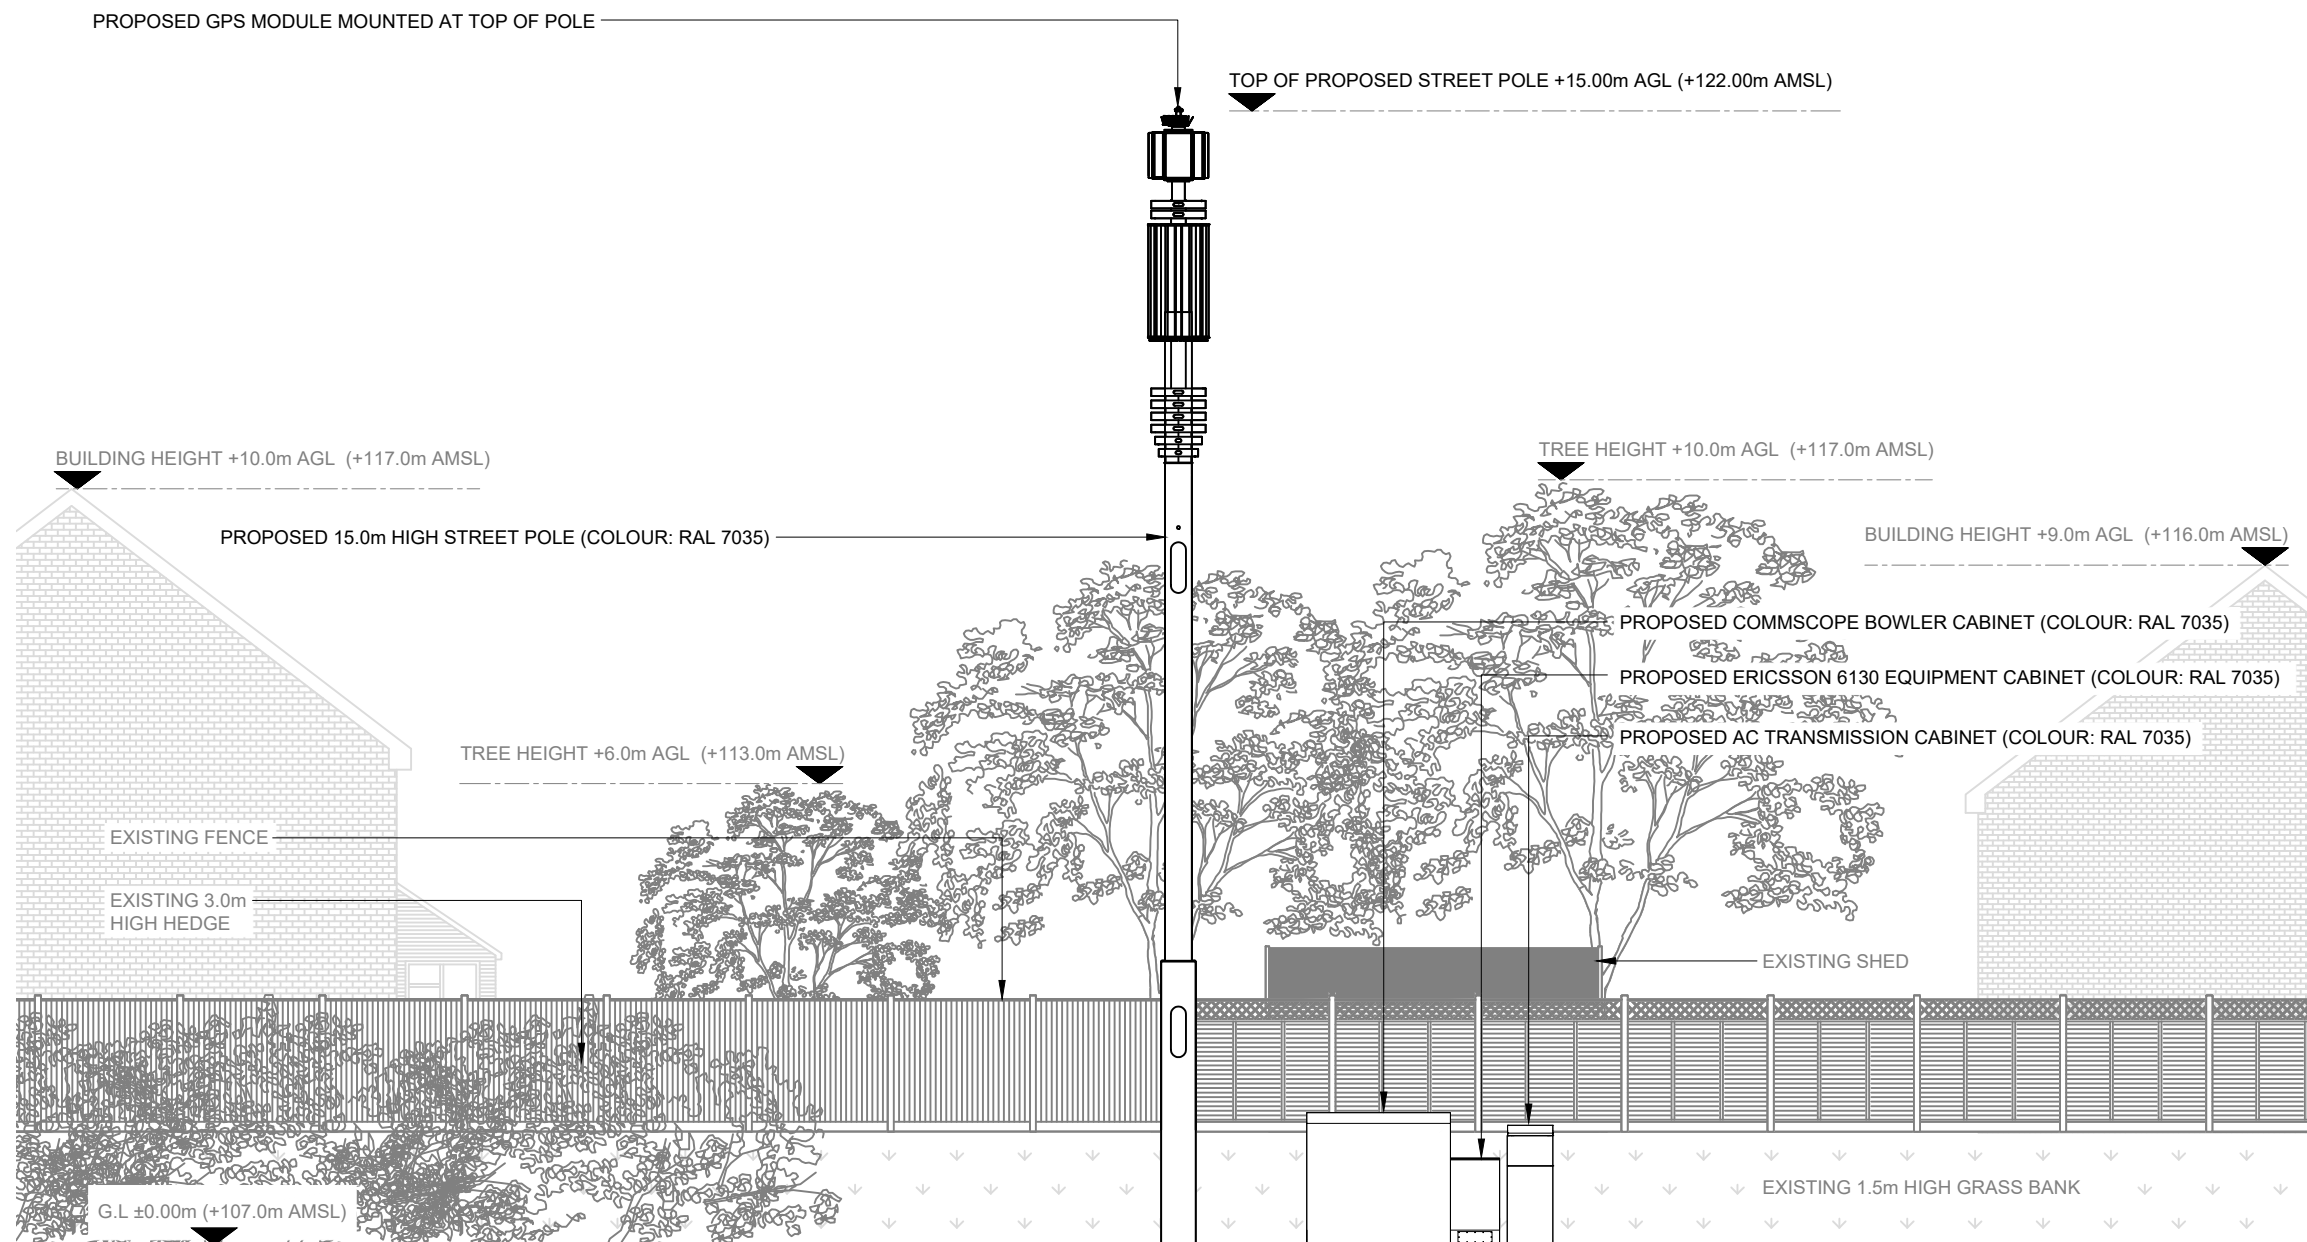 PROPOSED GPS MODULE MOUNTED AT TOP OF POLE
TOP OF PROPOSED STREET POLE +15.00m AGL (+122.00m AMSL)
BUILDING HEIGHT +10.0m AGL (+117.0m AMSL)
TREE HEIGHT +10.0m AGL (+117.0m AMSL)
PROPOSED 15.0m HIGH STREET POLE (COLOUR: RAL 7035)
BUILDING HEIGHT +9.0m AGL (+116.0m AMSL)
PROPOSED COMMSCOPE BOWLER CABINET (COLOUR: RAL 7035)
PROPOSED ERICSSON 6130 EQUIPMENT CABINET (COLOUR: RAL 7035)
PROPOSED AC TRANSMISSION CABINET (COLOUR: RAL 7035)
TREE HEIGHT +6.0m AGL (+113.0m AMSL)
EXISTING FENCE
EXISTING 3.0m
HIGH HEDGE
EXISTING SHED
EXISTING 1.5m HIGH GRASS BANK
G.L ±0.00m (+107.0m AMSL)